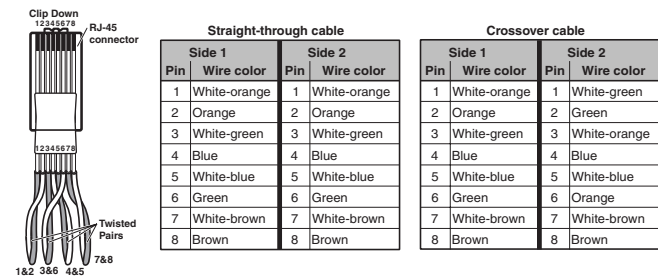 Clip Down
12345678
RJ-45
connector
12345678
Twisted
Pairs
7&8
1&2 3&6 4&5
Straight-through cable
Side 1 Side 2
Pin Wire color Pin Wire color
1 White-orange 1 White-orange
2 Orange 2 Orange
3 White-green 3 White-green
4 Blue 4 Blue
5 White-blue 5 White-blue
6 Green 6 Green
7 White-brown 7 White-brown
8 Brown 8 Brown
Crossover cable
Side 1 Side 2
Pin Wire color Pin Wire color
1 White-orange 1 White-green
2 Orange 2 Green
3 White-green 3 White-orange
4 Blue 4 Blue
5 White-blue 5 White-blue
6 Green 6 Orange
7 White-brown 7 White-brown
8 Brown 8 Brown